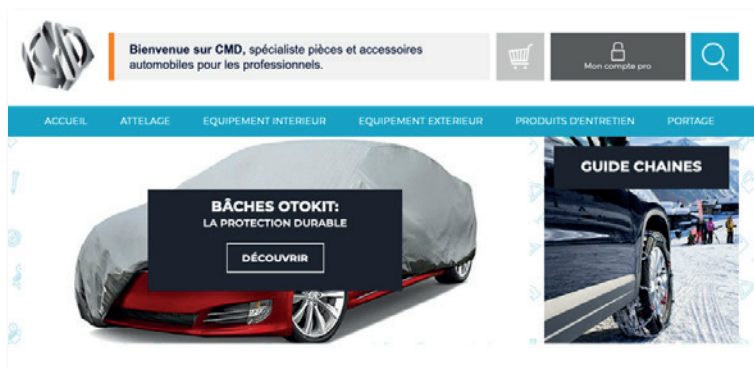 CMD
Bienvenue sur CMD, spécialiste pièces et accessoires
automobiles pour les professionnels.
Mon compte pro
ACCUEIL ATTELAGE EQUIPEMENT INTERIEUR EQUIPEMENT EXTERIEUR PRODUITS D'ENTRETIEN PORTAGE
BÂCHES OTOKIT:
LA PROTECTION DURABLE
DÉCOUVRIR
GUIDE CHAINES